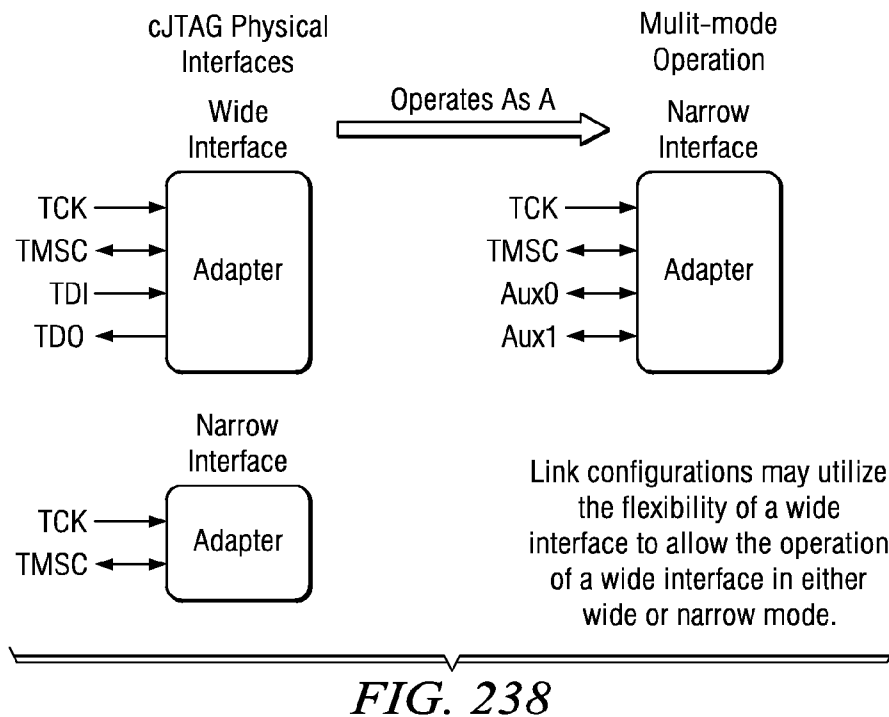 cJTAG Physical
Interfaces
Wide
Interface
TCK
TMSC
TDI
TDO
Adapter
Operates As A
Mulit-mode
Operation
Narrow
Interface
TCK
TMSC
Aux0
Aux1
Adapter
Narrow
Interface
TCK
TMSC
Adapter
Link configurations may utilize
the flexibility of a wide
interface to allow the operation
of a wide interface in either
wide or narrow mode.
FIG. 238